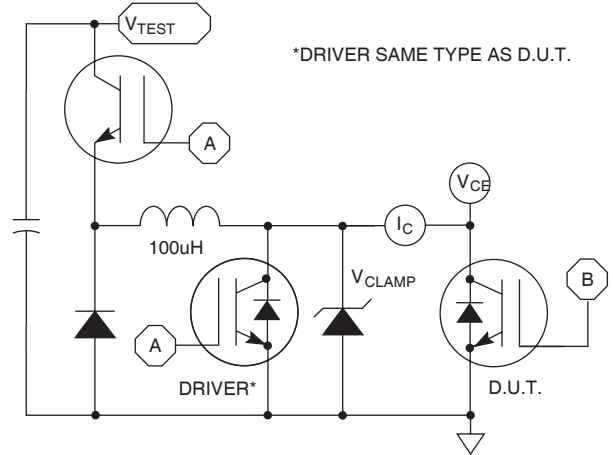 VTEST
*DRIVER SAME TYPE AS D.U.T.
A
VCE
IC
100uH
VCLAMP
B
A
DRIVER*
D.U.T.